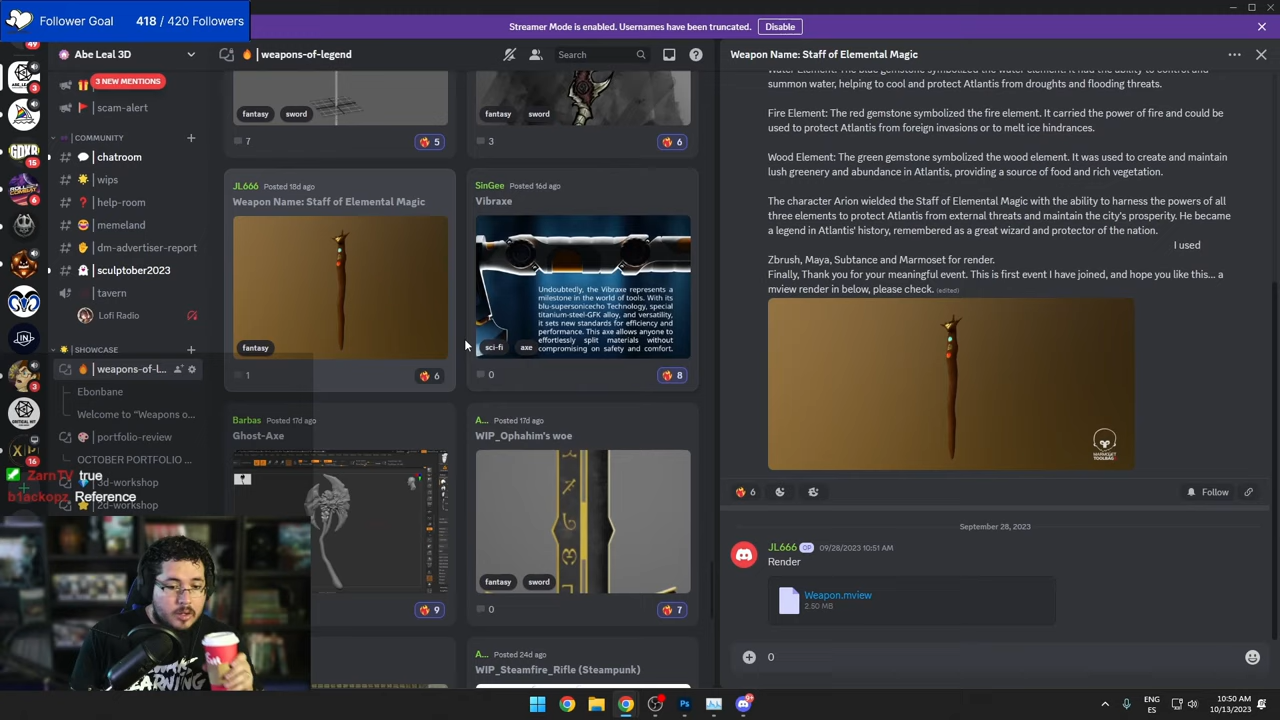 Follower Goal
418 / 420 Followers
Streamer Mode is enabled. Usernames have been truncated.
Disable
49
3
15
6
3
16
Abe Leal 3D
3 NEW MENTIONS
scam-alert
COMMUNITY
chatroom
wips
help-room
memeland
dm-advertiser-report
sculptober2023
tavern
Lofi Radio
SHOWCASE
weapons-of-l...
Ebonbane
Welcome to "Weapons o...
portfolio-review
OCTOBER PORTFOLIO ...
3d-workshop
2d-workshop
ZarnTV true
b1ackopz Reference
weapons-of-legend
Search
fantasy
sword
7
5
fantasy
sword
3
6
JL666 Posted 18d ago
Weapon Name: Staff of Elemental Magic
fantasy
1
6
SinGee Posted 16d ago
Vibraxe
Undoubtedly, the Vibraxe represents a
milestone in the world of tools. With its
blu-supersonicecho Technology, special
titanium-steel-GFK alloy, and versatility,
it sets new standards for efficiency and
performance. This axe allows anyone to
effortlessly split materials without
compromising on safety and comfort.
sci-fi
axe
0
8
Barbas Posted 17d ago
Ghost-Axe
9
A... Posted 17d ago
WIP_Ophahim's woe
fantasy
sword
0
7
A... Posted 24d ago
WIP_Steamfire_Rifle (Steampunk)
Weapon Name: Staff of Elemental Magic
Water Element: The blue gemstone symbolized the water element. It had the ability to control and
summon water, helping to cool and protect Atlantis from droughts and flooding threats.
Fire Element: The red gemstone symbolized the fire element. It carried the power of fire and could be
used to protect Atlantis from foreign invasions or to melt ice hindrances.
Wood Element: The green gemstone symbolized the wood element. It was used to create and maintain
lush greenery and abundance in Atlantis, providing a source of food and rich vegetation.
The character Arion wielded the Staff of Elemental Magic with the ability to harness the powers of all
three elements to protect Atlantis from external threats and maintain the city's prosperity. He became
a legend in Atlantis' history, remembered as a great wizard and protector of the nation.
I used
Zbrush, Maya, Subtance and Marmoset for render.
Finally, Thank you for your meaningful event. This is first event I have joined, and hope you like this... a
mview render in below, please check. (edited)
MARMOSET
TOOLBAG
6
Follow
September 28, 2023
JL666 OP 09/28/2023 10:51 AM
Render
Weapon.mview
2.50 MB
0
ENG
ES
10:50 AM
10/13/2023